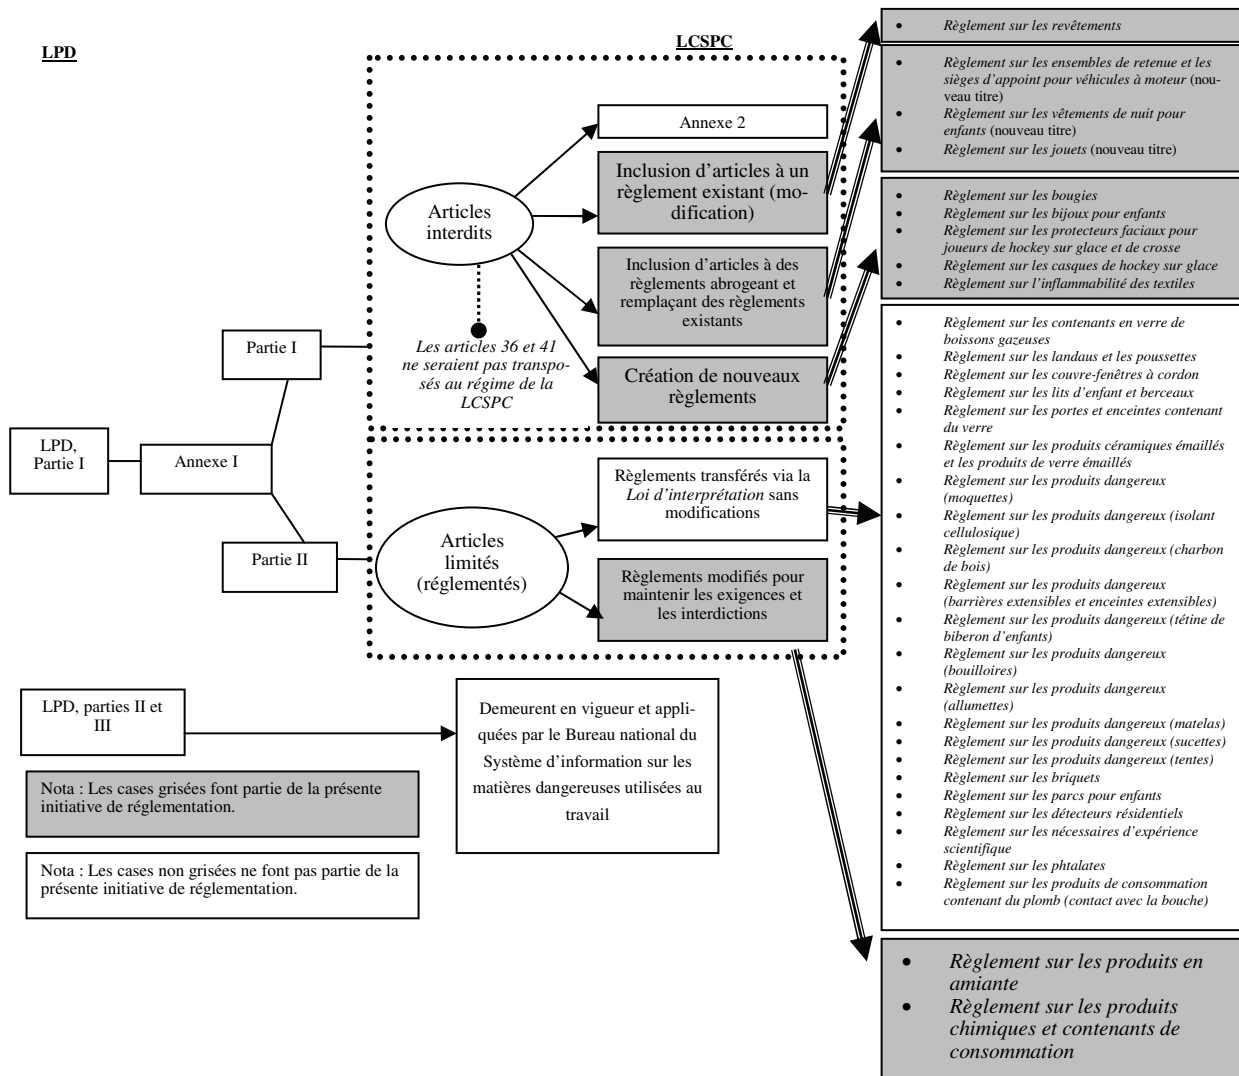 LPD
LCSPC
Annexe 2
Inclusion d'articles à un
règlement existant (mo-
dification)
Articles
interdits
Inclusion d'articles à des
règlements abrogeant et
remplaçant des règlements
existants
Les articles 36 et 41
ne seraient pas transpo-
sés au régime de la
LCSPC
Création de nouveaux
règlements
Partie I
LPD,
Partie I
Annexe I
Partie II
Articles
limités
(réglementés)
Règlements transférés via la
Loi d'interprétation sans
modifications
Règlements modifiés pour
maintenir les exigences et
les interdictions
LPD, parties II et
III
Demeurent en vigueur et appli-
quées par le Bureau national du
Système d'information sur les
matières dangereuses utilisées au
travail
Nota : Les cases grisées font partie de la présente
initiative de réglementation.
Nota : Les cases non grisées ne font pas partie de la
présente initiative de réglementation.
• Règlement sur les revêtements
• Règlement sur les ensembles de retenue et les
sièges d'appoint pour véhicules à moteur (nou-
veau titre)
• Règlement sur les vêtements de nuit pour
enfants (nouveau titre)
• Règlement sur les jouets (nouveau titre)
• Règlement sur les bougies
• Règlement sur les bijoux pour enfants
• Règlement sur les protecteurs faciaux pour
joueurs de hockey sur glace et de crosse
• Règlement sur les casques de hockey sur glace
• Règlement sur l'inflammabilité des textiles
• Règlement sur les contenants en verre de
boissons gazeuses
• Règlement sur les landaus et les poussettes
• Règlement sur les couvre-fenêtres à cordon
• Règlement sur les lits d'enfant et berceaux
• Règlement sur les portes et enceintes contenant
du verre
• Règlement sur les produits céramiques émaillés
et les produits de verre émaillés
• Règlement sur les produits dangereux
(moquettes)
• Règlement sur les produits dangereux (isolant
cellulosique)
• Règlement sur les produits dangereux (charbon
de bois)
• Règlement sur les produits dangereux
(barrières extensibles et enceintes extensibles)
• Règlement sur les produits dangereux (tétine de
biberon d'enfants)
• Règlement sur les produits dangereux
(bouilloires)
• Règlement sur les produits dangereux
(allumettes)
• Règlement sur les produits dangereux (matelas)
• Règlement sur les produits dangereux (sucettes)
• Règlement sur les produits dangereux (tentes)
• Règlement sur les briquets
• Règlement sur les parcs pour enfants
• Règlement sur les détecteurs résidentiels
• Règlement sur les nécessaires d'expérience
scientifique
• Règlement sur les phtalates
• Règlement sur les produits de consommation
contenant du plomb (contact avec la bouche)
• Règlement sur les produits en
amiante
• Règlement sur les produits
chimiques et contenants de
consommation